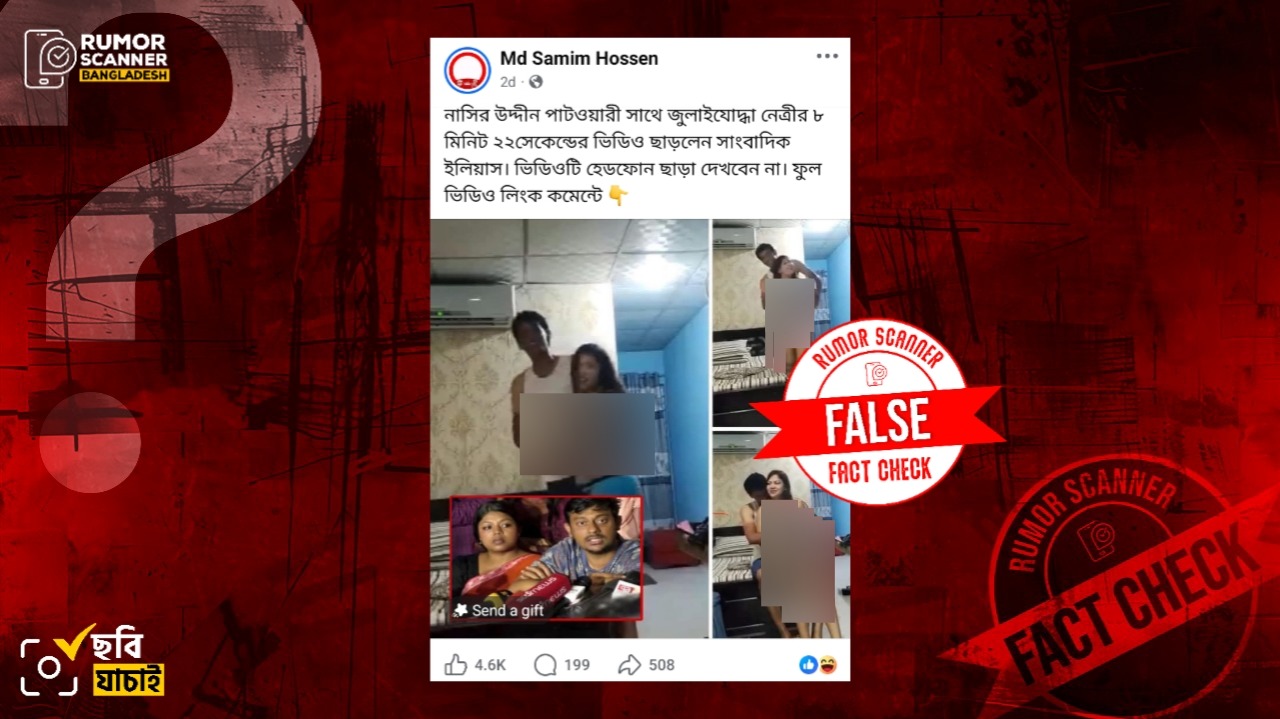 RUMOR
SCANNER
BANGLADESH
Md Samim Hossen
2d
নাসির উদ্দীন পাটওয়ারী সাথে জুলাইযোদ্ধা নেত্রীর ৮
মিনিট ২২সেকেন্ডের ভিডিও ছাড়লেন সাংবাদিক
ইলিয়াস। ভিডিওটি হেডফোন ছাড়া দেখবেন না। ফুল
ভিডিও লিংক কমেন্টে 👇
RUMOR SCANNER
FALSE
FACT CHECK
Send a gift
4.6K
199
508
RUMOR SCANNER
FACT CHECK
ছবি
যাচাই